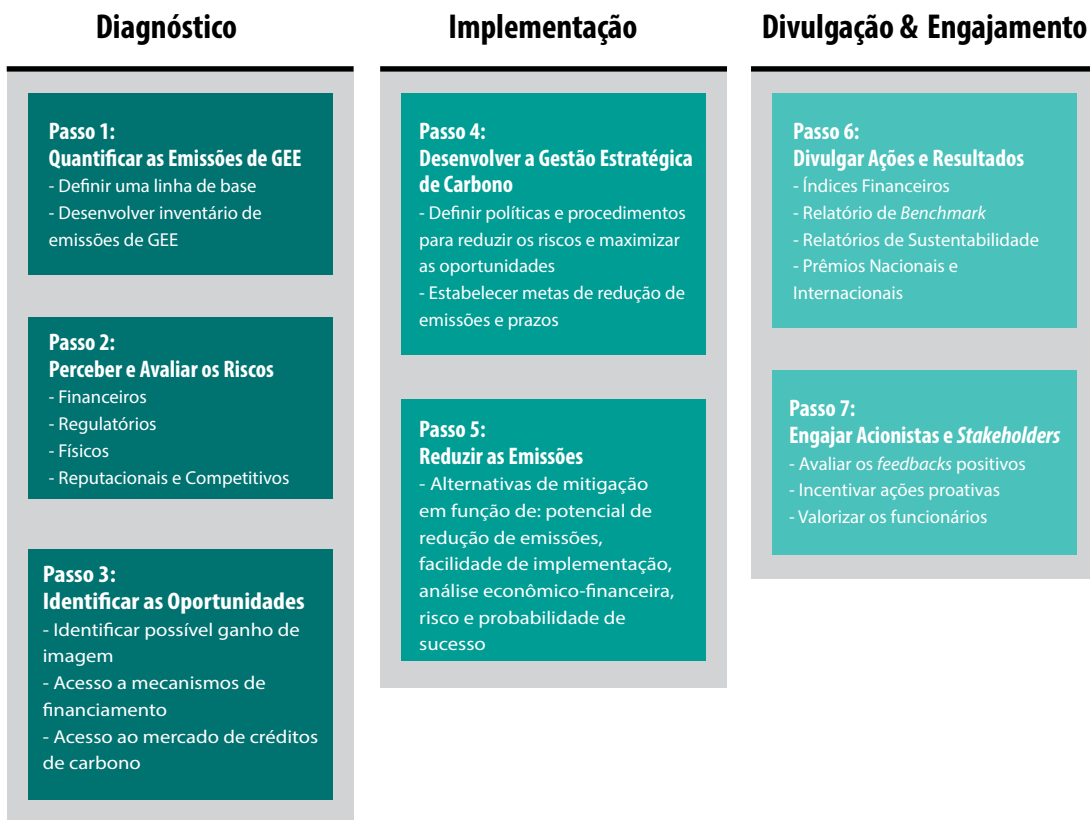 Diagnóstico
Passo 1:
Quantificar as Emissões de GEE
- Definir uma linha de base
- Desenvolver inventário de
emissões de GEE
Passo 2:
Perceber e Avaliar os Riscos
- Financeiros
- Regulatórios
- Físicos
- Reputacionais e Competitivos
Passo 3:
Identificar as Oportunidades
- Identificar possível ganho de
imagem
- Acesso a mecanismos de
financiamento
- Acesso ao mercado de créditos
de carbono
Implementação
Passo 4:
Desenvolver a Gestão Estratégica
de Carbono
- Definir políticas e procedimentos
para reduzir os riscos e maximizar
as oportunidades
- Estabelecer metas de redução de
emissões e prazos
Passo 5:
Reduzir as Emissões
- Alternativas de mitigação
em função de: potencial de
redução de emissões,
facilidade de implementação,
análise econômico-financeira,
risco e probabilidade de
sucesso
Divulgação & Engajamento
Passo 6:
Divulgar Ações e Resultados
- Índices Financeiros
- Relatório de Benchmark
- Relatórios de Sustentabilidade
- Prêmios Nacionais e
Internacionais
Passo 7:
Engajar Acionistas e Stakeholders
- Avaliar os feedbacks positivos
- Incentivar ações proativas
- Valorizar os funcionários